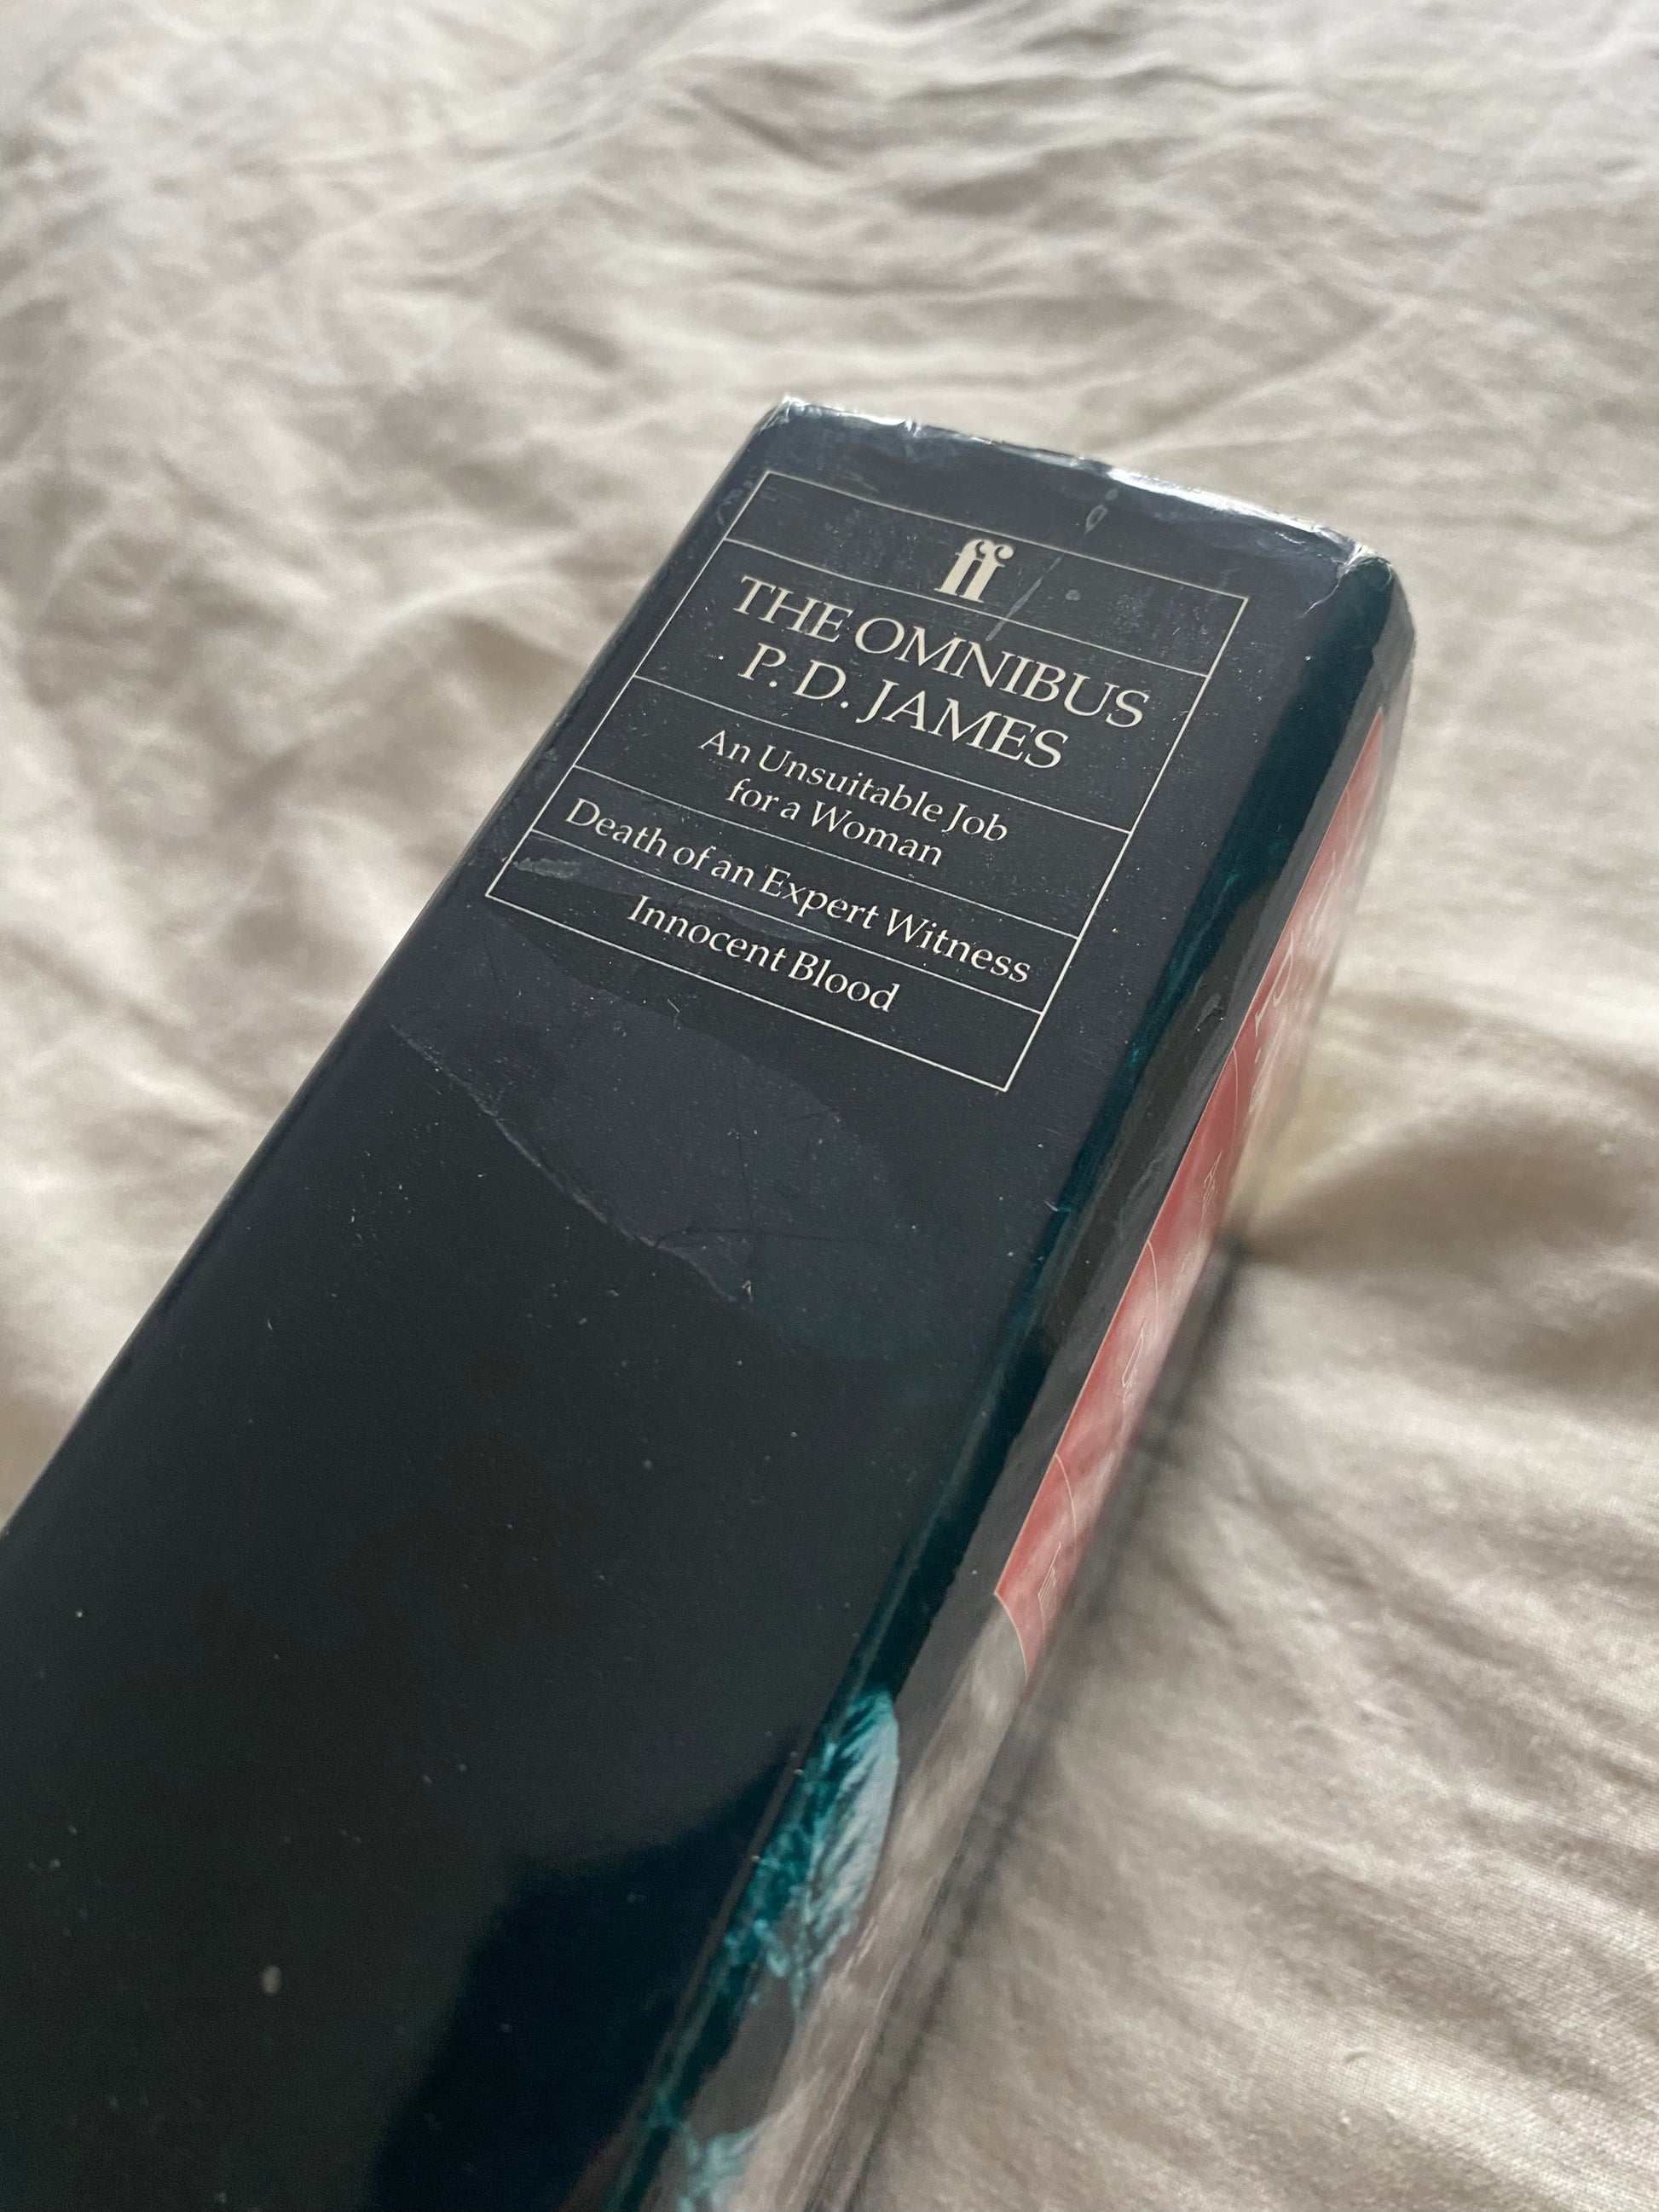 ff
THE OMNIBUS
P. D. JAMES
An Unsuitable Job
for a Woman
Death of an Expert Witness
Innocent Blood